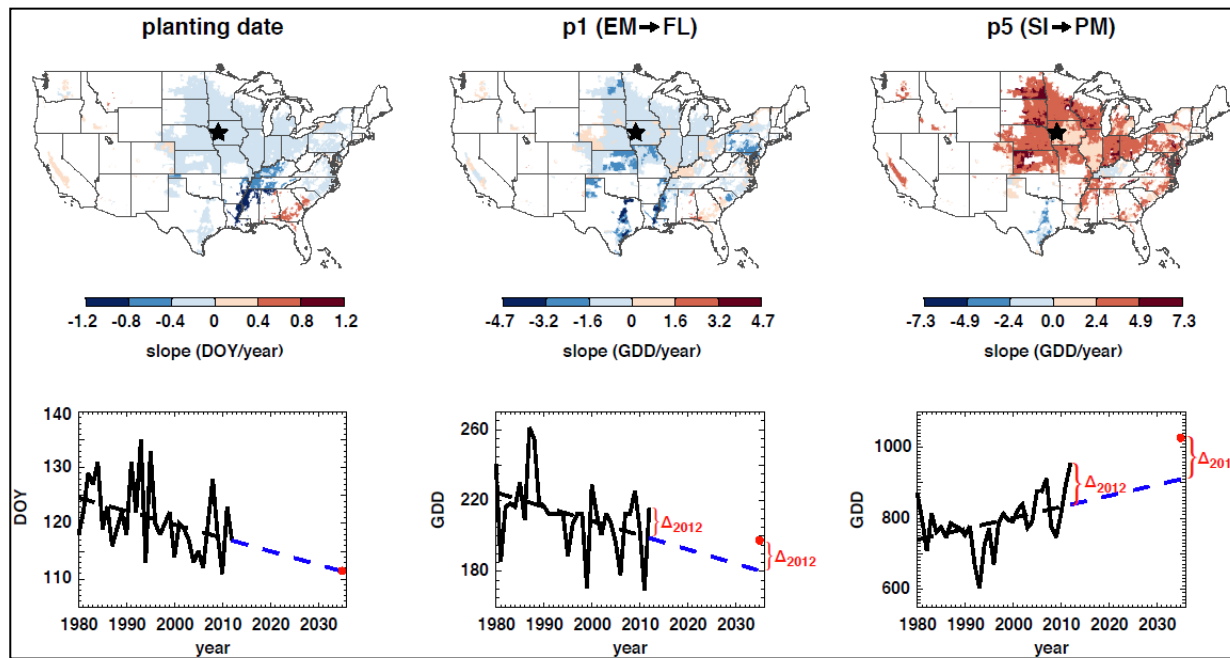 planting date
p1 (EM→FL)
p5 (SI→PM)
-1.2 -0.8 -0.4 0 0.4 0.8 1.2
slope (DOY/year)
-4.7 -3.2 -1.6 0 1.6 3.2 4.7
slope (GDD/year)
-7.3 -4.9 -2.4 0.0 2.4 4.9 7.3
slope (GDD/year)
140
130
120
110
DOY
1980 1990 2000 2010 2020 2030
year
260
220
180
GDD
Δ2012
Δ2012
1980 1990 2000 2010 2020 2030
year
1000
800
600
GDD
Δ2012
Δ201
1980 1990 2000 2010 2020 2030
year